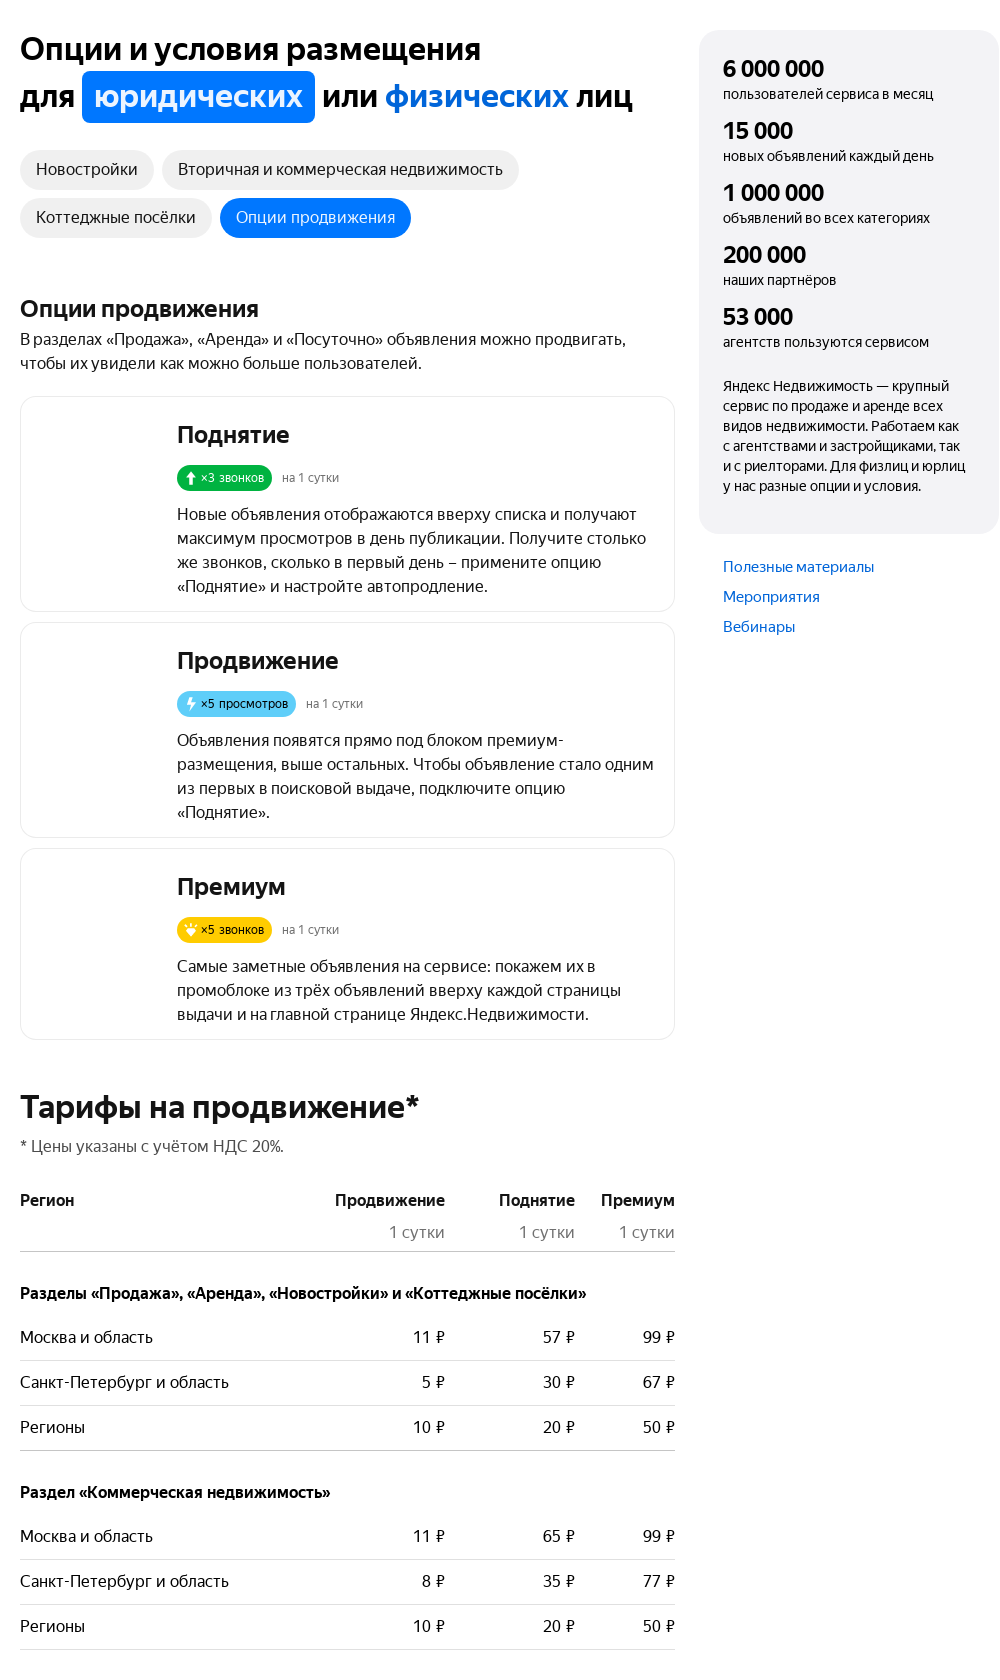 Опции и условия размещения
для юридических или физических лиц
Новостройки
Вторичная и коммерческая недвижимость
Коттеджные посёлки
Опции продвижения
Опции продвижения
В разделах «Продажа», «Аренда» и «Посуточно» объявления можно продвигать,
чтобы их увидели как можно больше пользователей.
Поднятие
×3 звонков на 1 сутки
Новые объявления отображаются вверху списка и получают
максимум просмотров в день публикации. Получите столько
же звонков, сколько в первый день – примените опцию
«Поднятие» и настройте автопродление.
Продвижение
×5 просмотров на 1 сутки
Объявления появятся прямо под блоком премиум-
размещения, выше остальных. Чтобы объявление стало одним
из первых в поисковой выдаче, подключите опцию
«Поднятие».
Премиум
×5 звонков на 1 сутки
Самые заметные объявления на сервисе: покажем их в
промоблоке из трёх объявлений вверху каждой страницы
выдачи и на главной странице Яндекс.Недвижимости.
Тарифы на продвижение*
* Цены указаны с учётом НДС 20%.
Регион Продвижение Поднятие Премиум
1 сутки 1 сутки 1 сутки
Разделы «Продажа», «Аренда», «Новостройки» и «Коттеджные посёлки»
Москва и область 11 ₽ 57 ₽ 99 ₽
Санкт-Петербург и область 5 ₽ 30 ₽ 67 ₽
Регионы 10 ₽ 20 ₽ 50 ₽
Раздел «Коммерческая недвижимость»
Москва и область 11 ₽ 65 ₽ 99 ₽
Санкт-Петербург и область 8 ₽ 35 ₽ 77 ₽
Регионы 10 ₽ 20 ₽ 50 ₽
6 000 000
пользователей сервиса в месяц
15 000
новых объявлений каждый день
1 000 000
объявлений во всех категориях
200 000
наших партнёров
53 000
агентств пользуются сервисом
Яндекс Недвижимость — крупный
сервис по продаже и аренде всех
видов недвижимости. Работаем как
с агентствами и застройщиками, так
и с риелторами. Для физлиц и юрлиц
у нас разные опции и условия.
Полезные материалы
Мероприятия
Вебинары